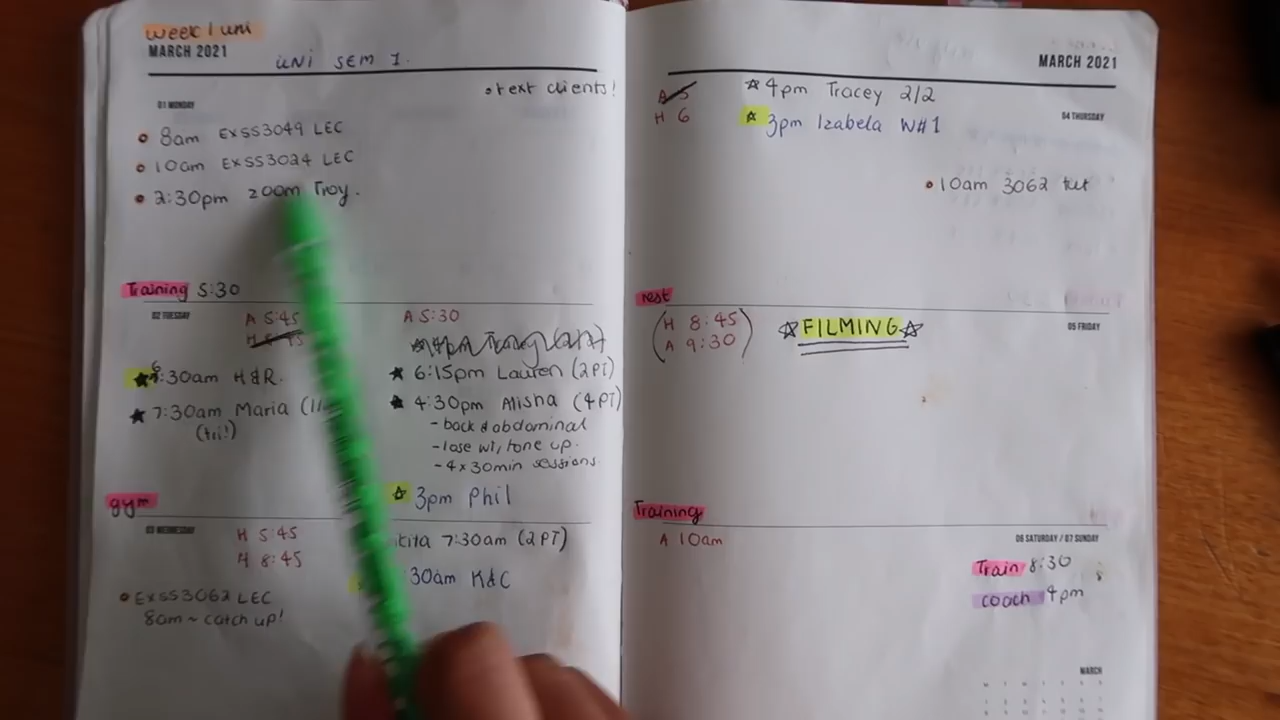 week 1 uni
MARCH 2021
UNI SEM 1.
• text clients!
01 MONDAY
• 8am EXSS3049 LEC
• 10am EXSS3024 LEC
• 2:30pm zoom Troy.
Training 5:30
02 TUESDAY
A 5:45
H 5:45
6:30am H&R.
7:30am Maria
(tri!)
A 5:30
6:15pm Lauren (2PT)
4:30pm Alisha (4PT)
- back & abdominal
- lose wt, tone up.
- 4x30min sessions.
3pm Phil
gym
03 WEDNESDAY
H 5:45
H 8:45
7:30am (2PT)
:30am K&C
• EXSS3062 LEC
8am ~ catch up!
MARCH 2021
A 5
H 6
☆ 4pm Tracey 2/2
☆ 3pm Izabela W#1
04 THURSDAY
• 10am 3062 tut
rest
05 FRIDAY
(H 8:45
A 9:30)
☆FILMING☆
Training
06 SATURDAY / 07 SUNDAY
A 10am
Train 8:30
coach 4pm
MARCH